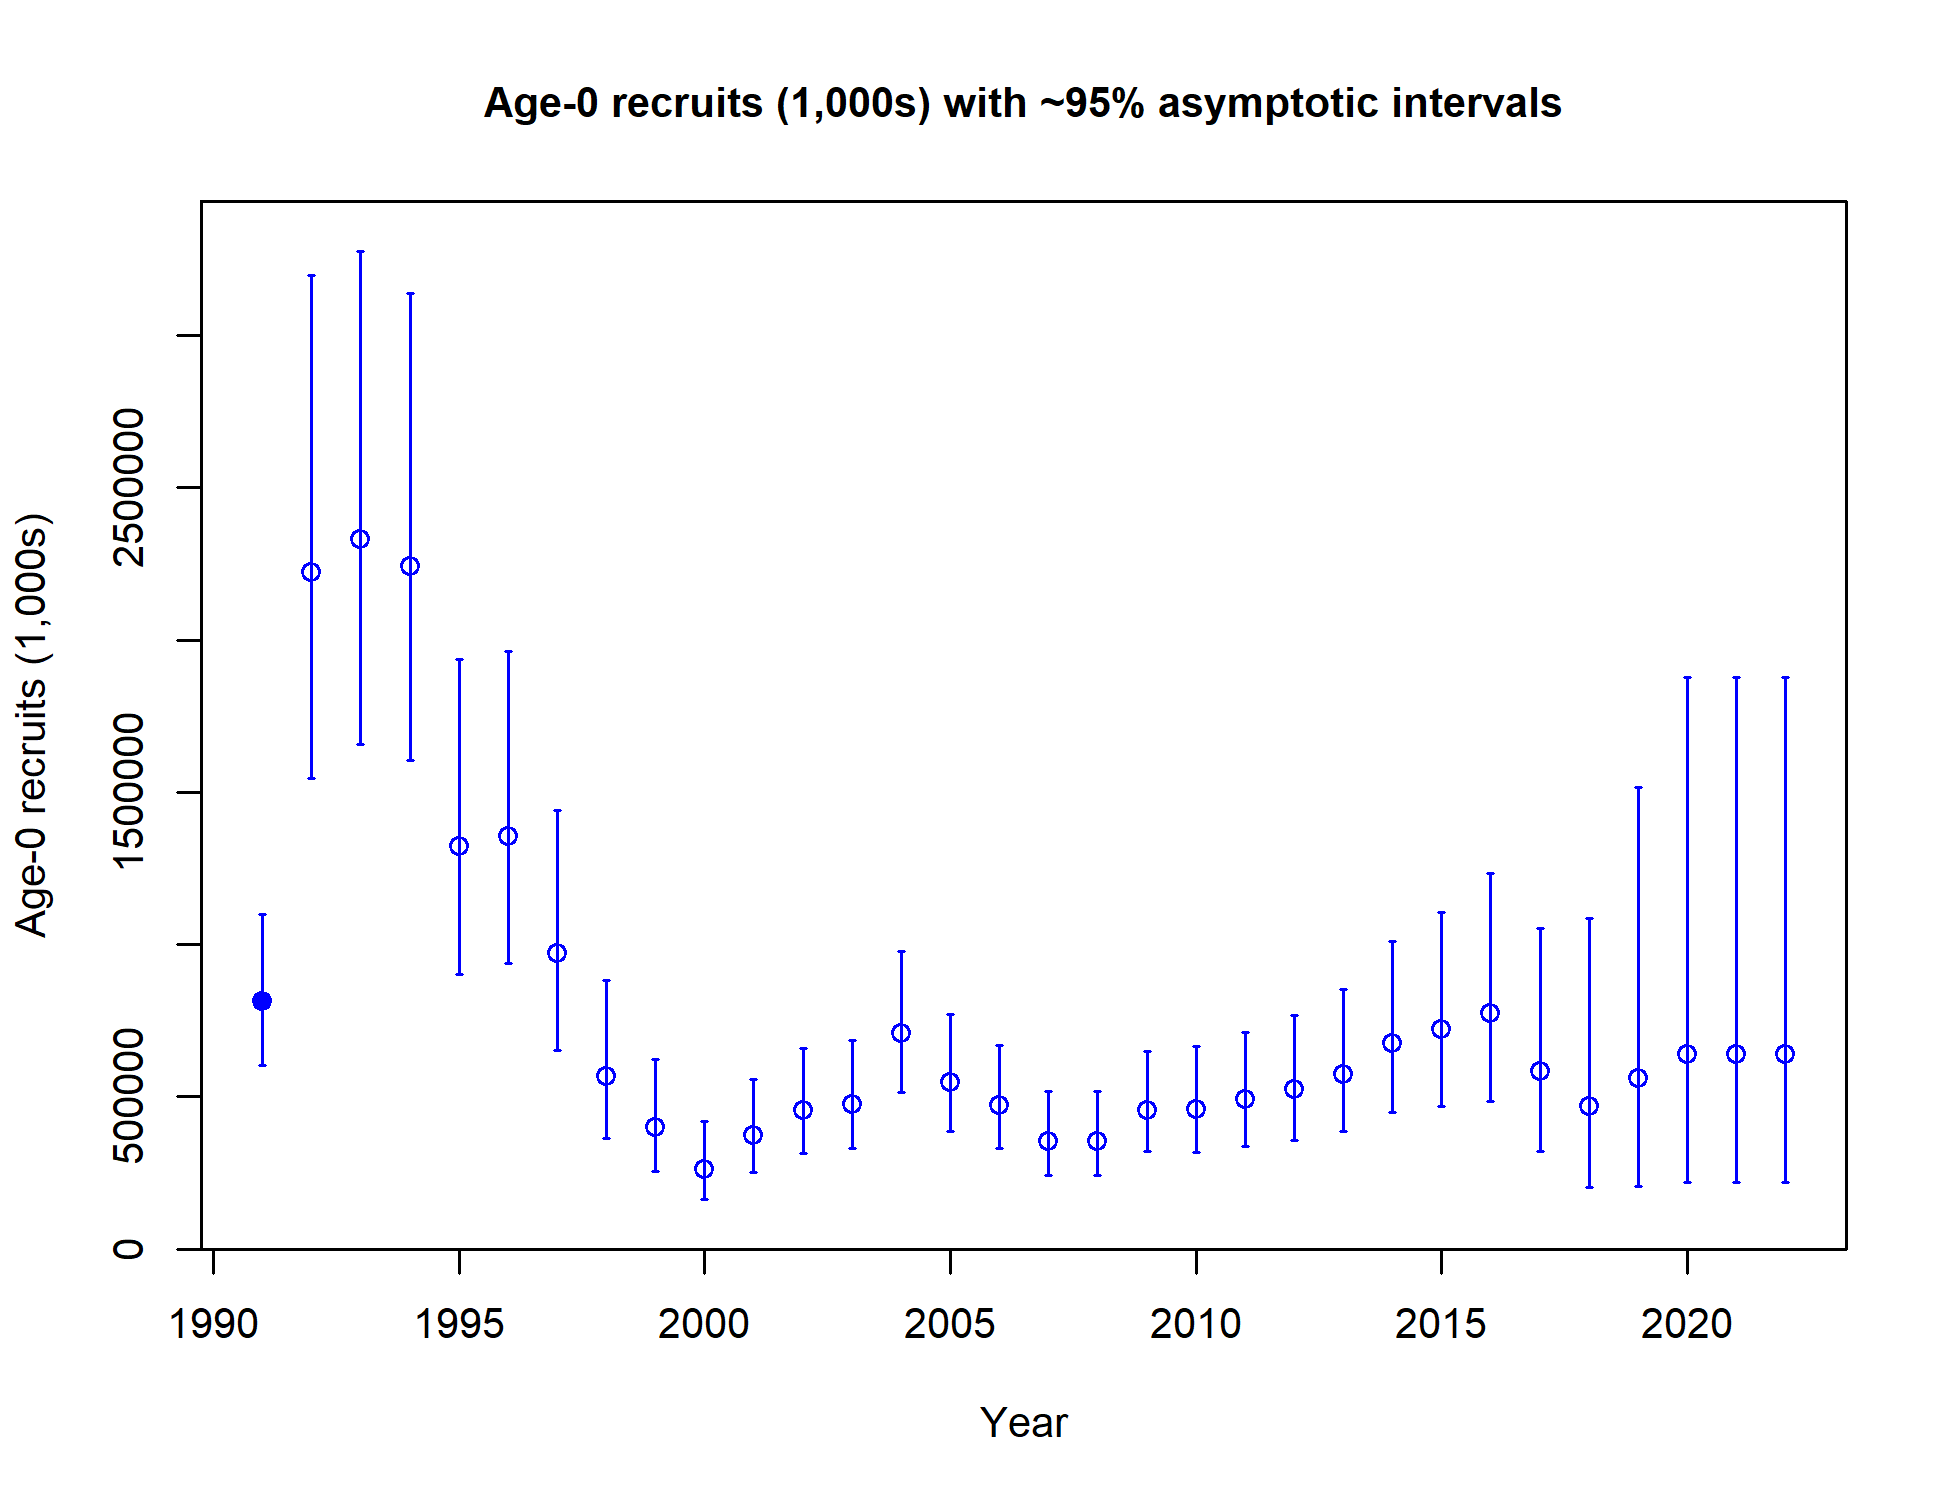 Age-0 recruits (1,000s) with ~95% asymptotic intervals
Age-0 recruits (1,000s)
2500000
1500000
500000
0
1990 1995 2000 2005 2010 2015 2020
Year